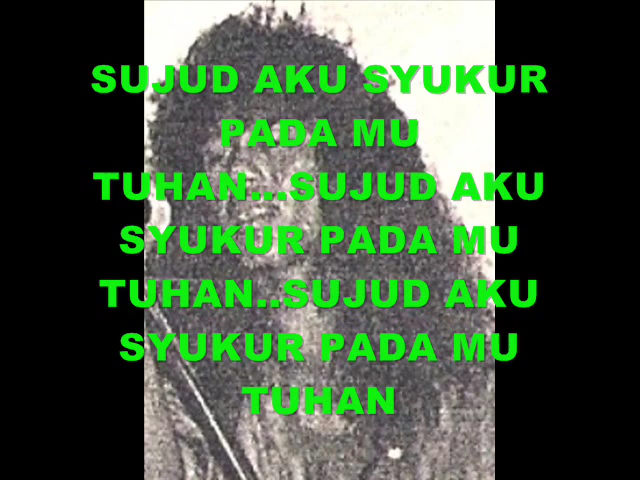 SUJUD AKU SYUKUR
PADA MU
TUHAN...SUJUD AKU
SYUKUR PADA MU
TUHAN..SUJUD AKU
SYUKUR PADA MU
TUHAN